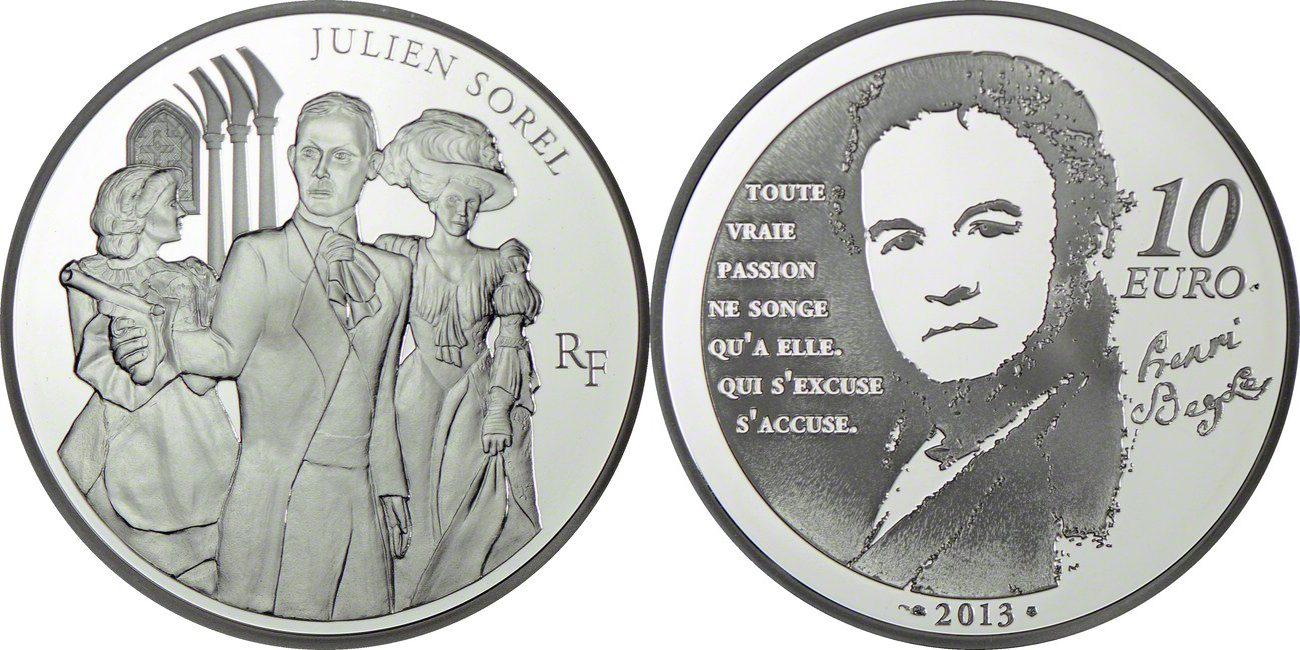 JULIEN SOREL
RF
TOUTE
VRAIE
PASSION
NE SONGE
QU'A ELLE.
QUI S'EXCUSE
S'ACCUSE.
10
EURO
Henri
Beyle
2013